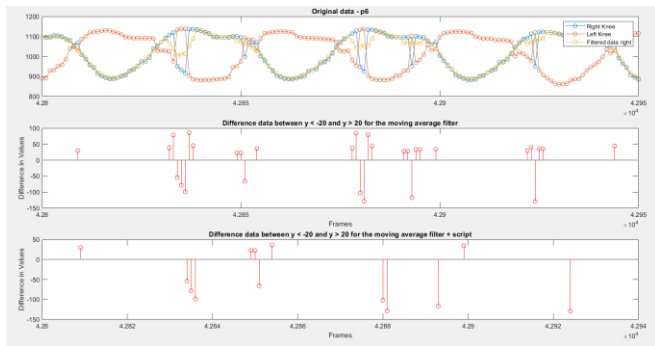 Original data - p6
1200
1100
1000
900
800
Right Knee
Left Knee
Filtered data right
4.28 4.285 4.29 4.295
×10⁴
Difference data between y < -20 and y > 20 for the moving average filter
Difference in Values
100
50
0
-50
-100
-150
4.28 4.285 4.29 4.295
Frames
×10⁴
Difference data between y < -20 and y > 20 for the moving average filter + script
Difference in Values
50
0
-50
-100
-150
4.28 4.282 4.284 4.286 4.288 4.29 4.292 4.294
Frames
×10⁴